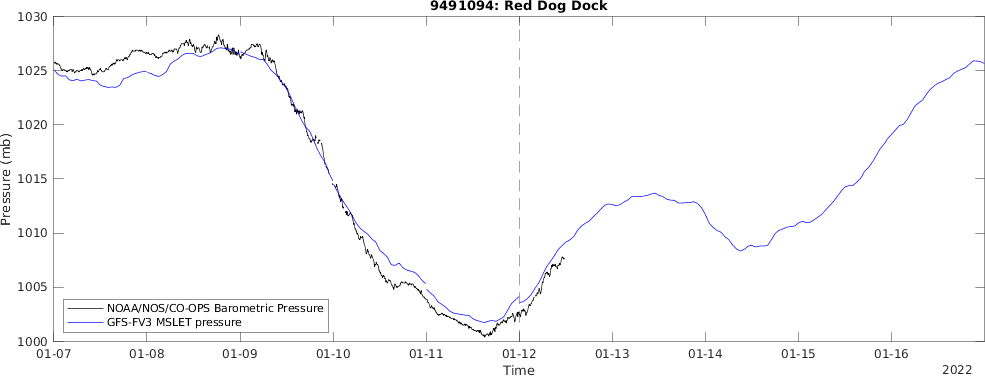 9491094: Red Dog Dock
Pressure (mb)
1030
1025
1020
1015
1010
1005
1000
NOAA/NOS/CO-OPS Barometric Pressure
GFS-FV3 MSLET pressure
01-07 01-08 01-09 01-10 01-11 01-12 01-13 01-14 01-15 01-16
Time
2022